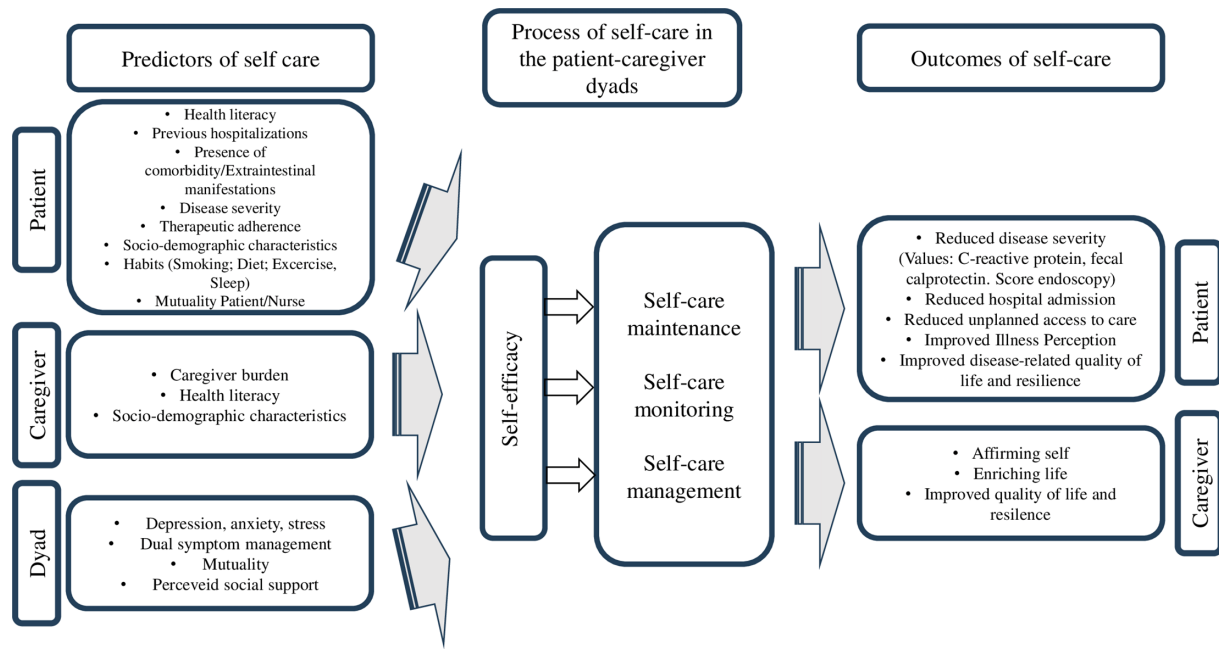 Predictors of self care
Process of self-care in
the patient-caregiver
dyads
Outcomes of self-care
Patient
• Health literacy
• Previous hospitalizations
• Presence of
comorbidity/Extraintestinal
manifestations
• Disease severity
• Therapeutic adherence
• Socio-demographic characteristics
• Habits (Smoking; Diet; Excercise,
Sleep)
• Mutuality Patient/Nurse
Caregiver
• Caregiver burden
• Health literacy
• Socio-demographic characteristics
Dyad
• Depression, anxiety, stress
• Dual symptom management
• Mutuality
• Perceveid social support
Self-efficacy
Self-care
maintenance
Self-care
monitoring
Self-care
management
• Reduced disease severity
(Values: C-reactive protein, fecal
calprotectin. Score endoscopy)
• Reduced hospital admission
• Reduced unplanned access to care
• Improved Illness Perception
• Improved disease-related quality of
life and resilience
Patient
• Affirming self
• Enriching life
• Improved quality of life and
resilence
Caregiver